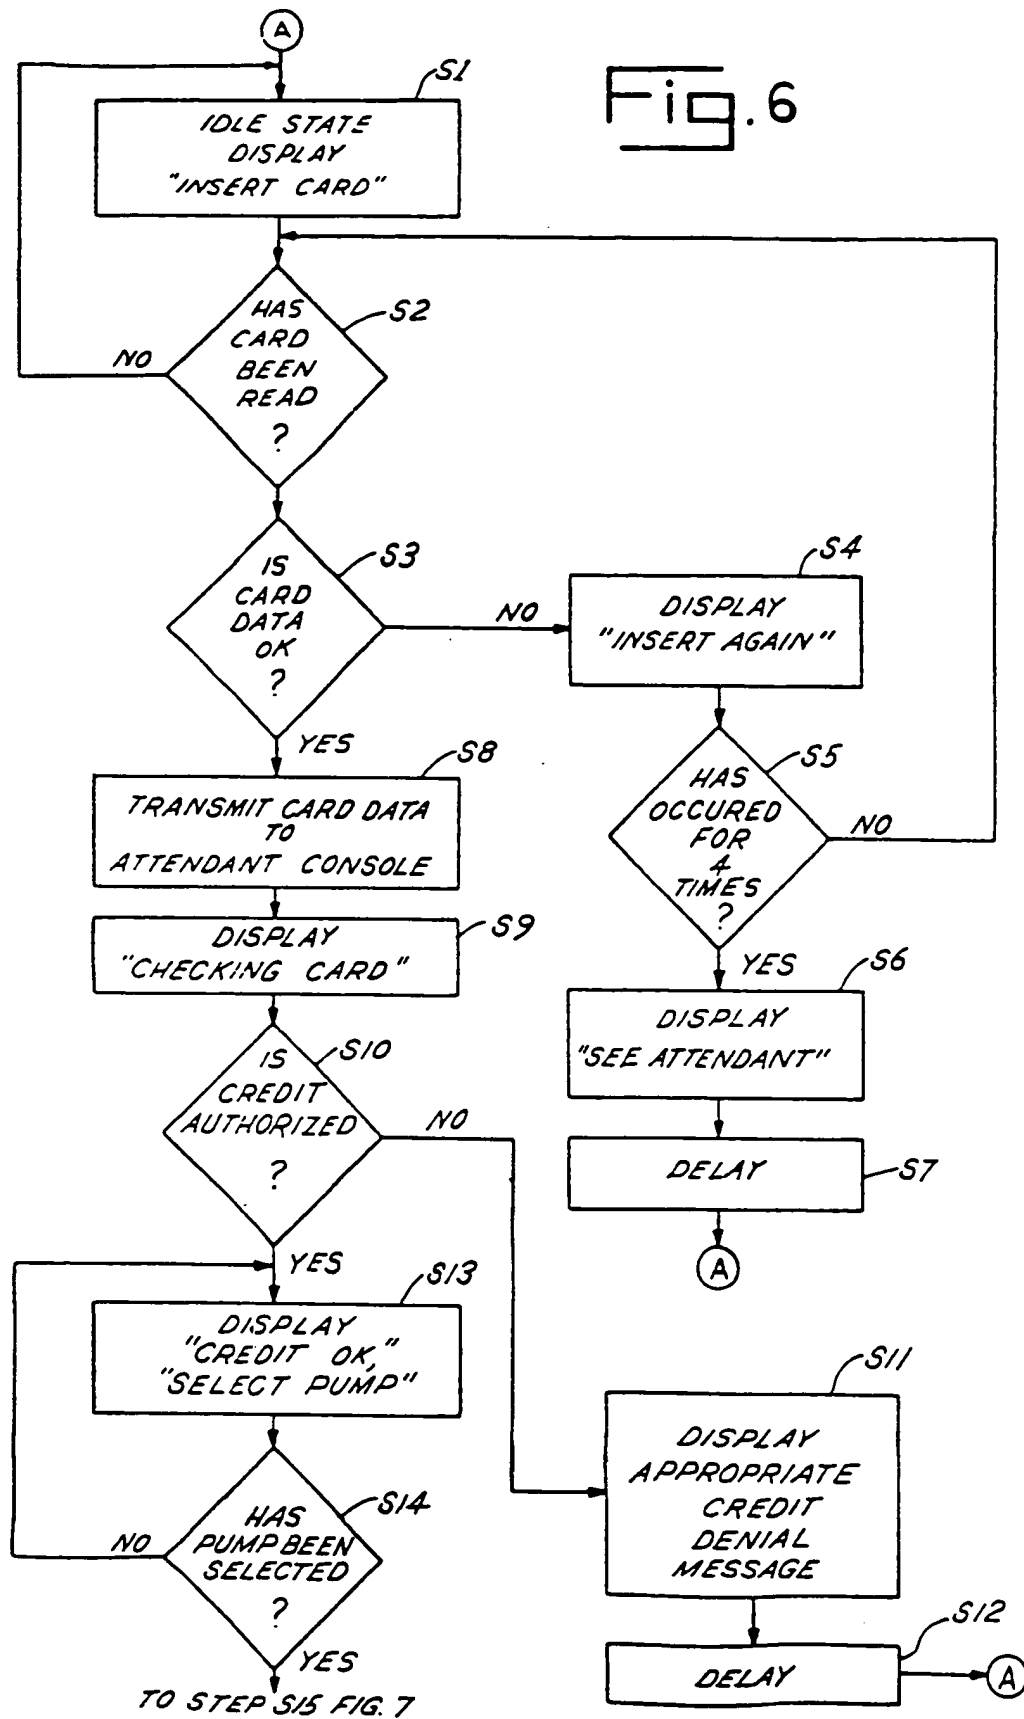 A
S1
Fig. 6
IDLE STATE
DISPLAY
"INSERT CARD"
S2
HAS
CARD
BEEN
READ
?
NO
S3
IS
CARD
DATA
OK
?
NO
S4
DISPLAY
"INSERT AGAIN"
YES
S8
TRANSMIT CARD DATA
TO
ATTENDANT CONSOLE
S5
HAS
OCCURED
FOR
4
TIMES
?
NO
S9
DISPLAY
"CHECKING CARD"
YES
S6
DISPLAY
"SEE ATTENDANT"
S10
IS
CREDIT
AUTHORIZED
?
NO
DELAY
S7
A
YES
S13
DISPLAY
"CREDIT OK,"
"SELECT PUMP"
S11
DISPLAY
APPROPRIATE
CREDIT
DENIAL
MESSAGE
S14
HAS
PUMP BEEN
SELECTED
?
NO
YES
TO STEP S15 FIG. 7
S12
DELAY
A